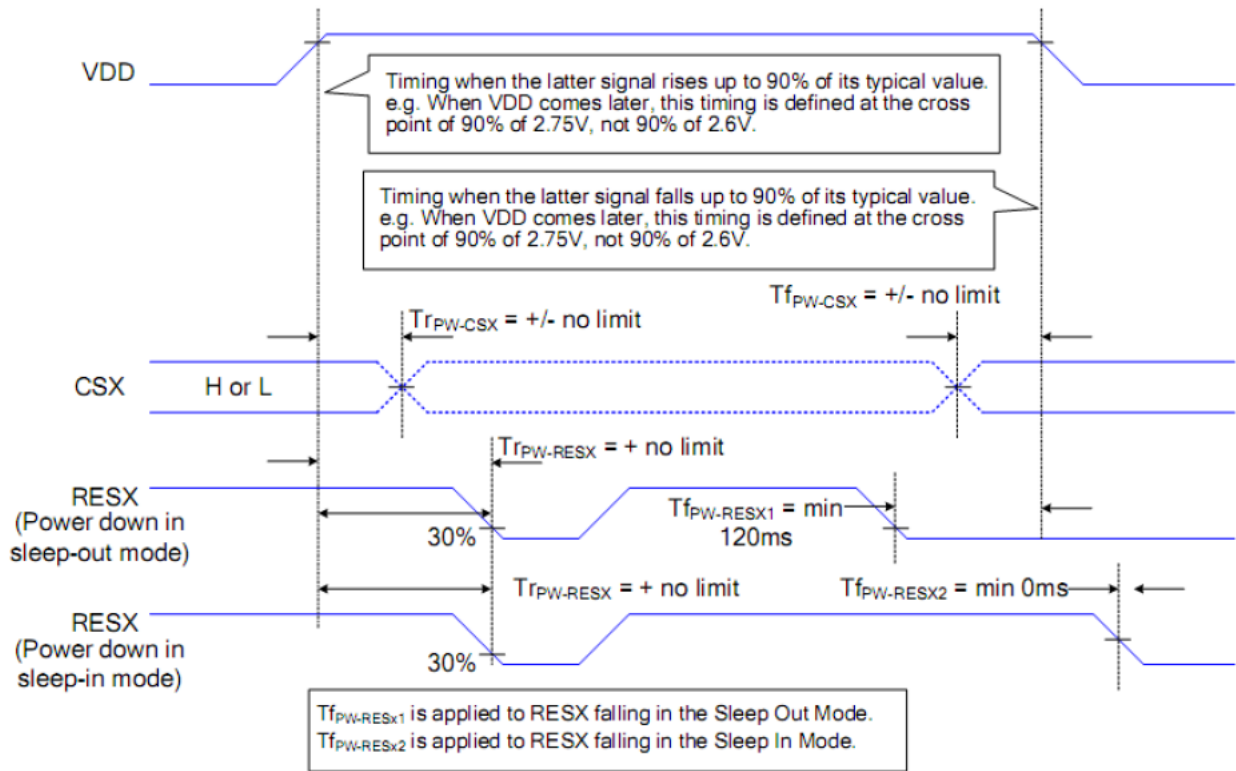 VDD
Timing when the latter signal rises up to 90% of its typical value.
e.g. When VDD comes later, this timing is defined at the cross
point of 90% of 2.75V, not 90% of 2.6V.
Timing when the latter signal falls up to 90% of its typical value.
e.g. When VDD comes later, this timing is defined at the cross
point of 90% of 2.75V, not 90% of 2.6V.
TfPW-CSX = +/- no limit
TrPW-CSX = +/- no limit
CSX
H or L
TrPW-RESX = + no limit
RESX
(Power down in
sleep-out mode)
30%
TfPW-RESX1 = min
120ms
TrPW-RESX = + no limit
TfPW-RESX2 = min 0ms
RESX
(Power down in
sleep-in mode)
30%
TfPW-RESx1 is applied to RESX falling in the Sleep Out Mode.
TfPW-RESx2 is applied to RESX falling in the Sleep In Mode.